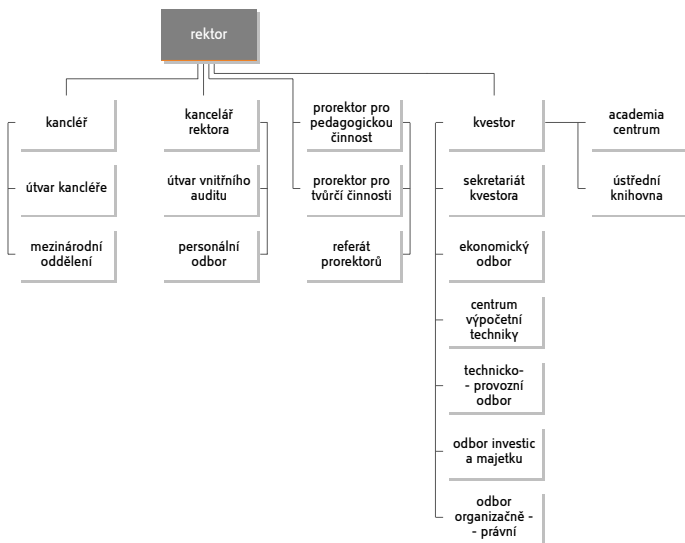 rektor
kancléř
útvar kancléře
mezinárodní
oddělení
kancelář
rektora
útvar vnitřního
auditu
personální
odbor
prorektor pro
pedagogickou
činnost
prorektor pro
tvůrčí činnosti
referát
prorektorů
kvestor
sekretariát
kvestora
ekonomický
odbor
centrum
výpočetní
techniky
technicko-
- provozní
odbor
odbor investic
a majetku
odbor
organizačně -
- právní
academia
centrum
ústřední
knihovna